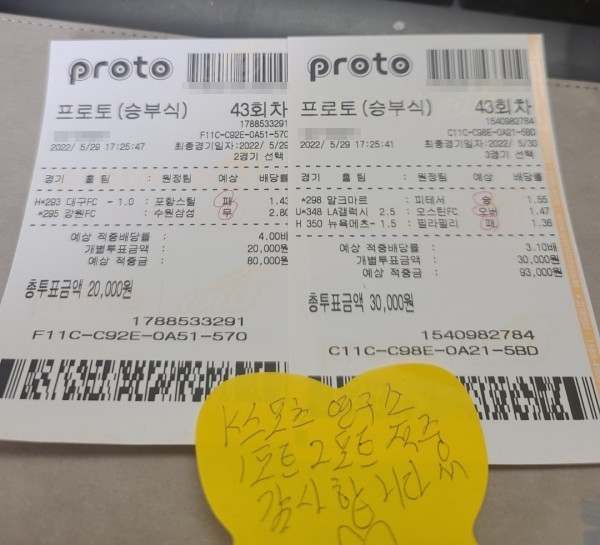 proto
프로토(승부식) 43회차
1788533291
F11C-C92E-0A51-570
2022/ 5/29 17:25:47 최종경기일자:2022/ 5/29
2경기 선택
경기 홈 팀 : 원정팀 예상 배당률
H*293 대구FC - 1.0 : 포항스틸 패 1.43
*295 강원FC : 수원삼성 무 2.80
예상 적중배당률 : 4.00배
개별투표금액 : 20,000원
예상 적중금 : 80,000원
총투표금액 20,000원
1788533291
F11C-C92E-0A51-570
proto
프로토(승부식) 43회차
1540982784
C11C-C98E-0A21-5BD
2022/ 5/29 17:25:41 최종경기일자:2022/ 5/30
3경기 선택
경기 홈 팀 : 원정팀 예상 배당률
*298 알크마르 : 피테서 승 1.55
U*348 LA갤럭시 2.5 : 오스틴FC 오버 1.47
H 350 뉴욕메츠 - 1.5 : 필라필리 패 1.36
예상 적중배당률 : 3.10배
개별투표금액 : 30,000원
예상 적중금 : 93,000원
총투표금액 30,000원
1540982784
C11C-C98E-0A21-5BD
K스포츠 연구소
1포트 2포트 적중
감사합니다